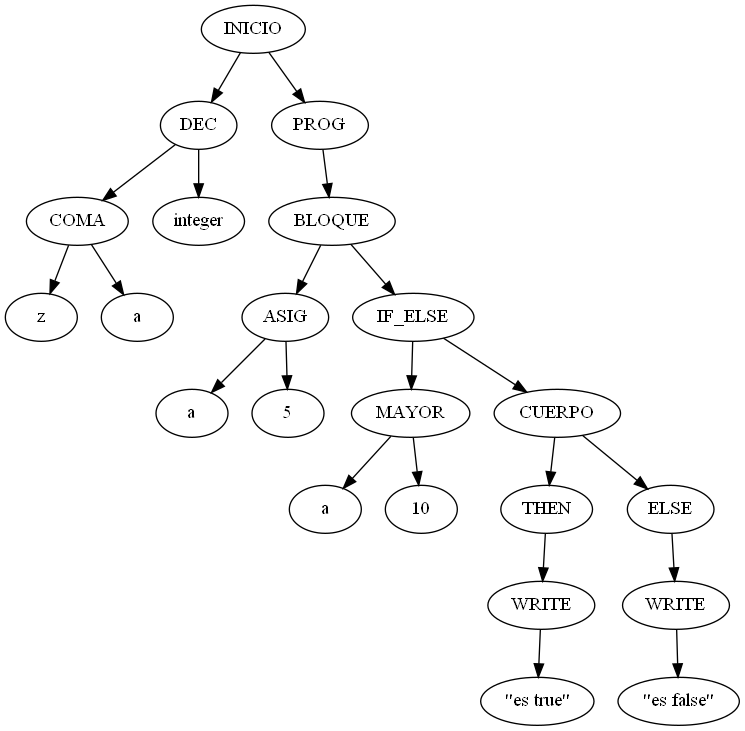 INICIO
DEC
PROG
COMA
integer
BLOQUE
z
a
ASIG
IF_ELSE
a
5
MAYOR
CUERPO
a
10
THEN
ELSE
WRITE
WRITE
"es true"
"es false"